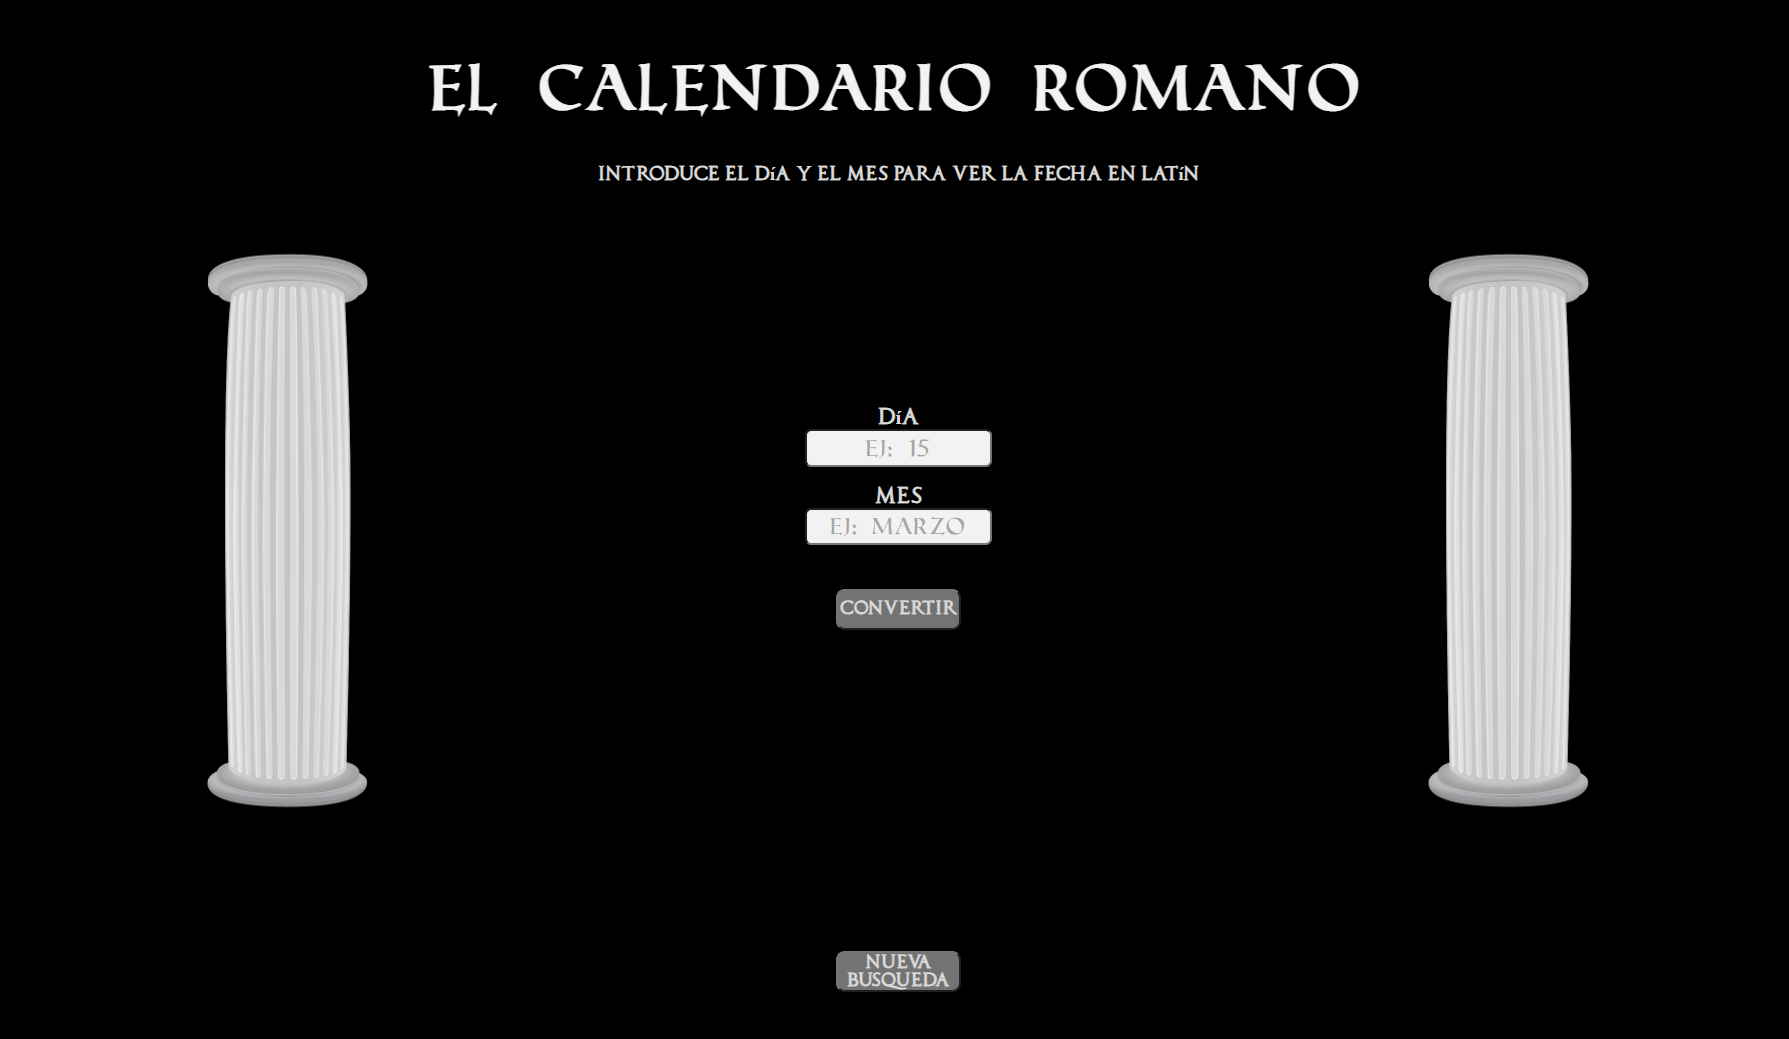 EL CALENDARIO ROMANO
INTRODUCE EL DíA Y EL MES PARA VER LA FECHA EN LATíN
DíA
EJ: 15
MES
EJ: MARZO
CONVERTIR
NUEVA
BUSQUEDA